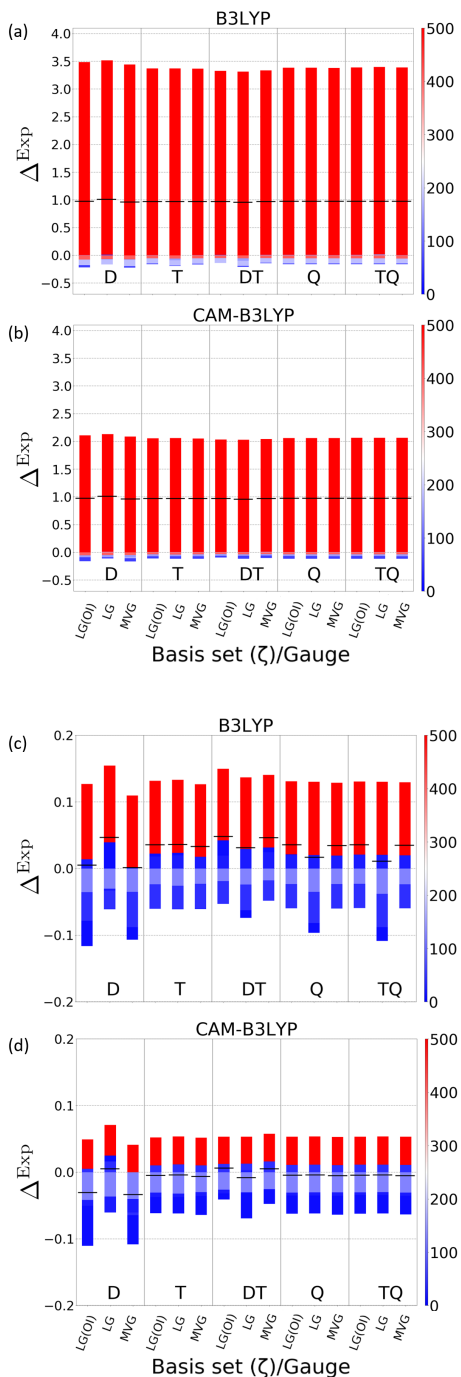 (a)
B3LYP
4.0
3.5
3.0
2.5
2.0
1.5
1.0
0.5
0.0
−0.5
Δ^Exp
D T DT Q TQ
500
400
300
200
100
0
(b)
CAM-B3LYP
4.0
3.5
3.0
2.5
2.0
1.5
1.0
0.5
0.0
−0.5
Δ^Exp
D T DT Q TQ
500
400
300
200
100
0
LG(OI) LG MVG LG(OI) LG MVG LG(OI) LG MVG LG(OI) LG MVG LG(OI) LG MVG
Basis set (ζ)/Gauge
(c)
B3LYP
0.2
0.1
0.0
−0.1
−0.2
Δ^Exp
D T DT Q TQ
500
400
300
200
100
0
(d)
CAM-B3LYP
0.2
0.1
0.0
−0.1
−0.2
Δ^Exp
D T DT Q TQ
500
400
300
200
100
0
LG(OI) LG MVG LG(OI) LG MVG LG(OI) LG MVG LG(OI) LG MVG LG(OI) LG MVG
Basis set (ζ)/Gauge